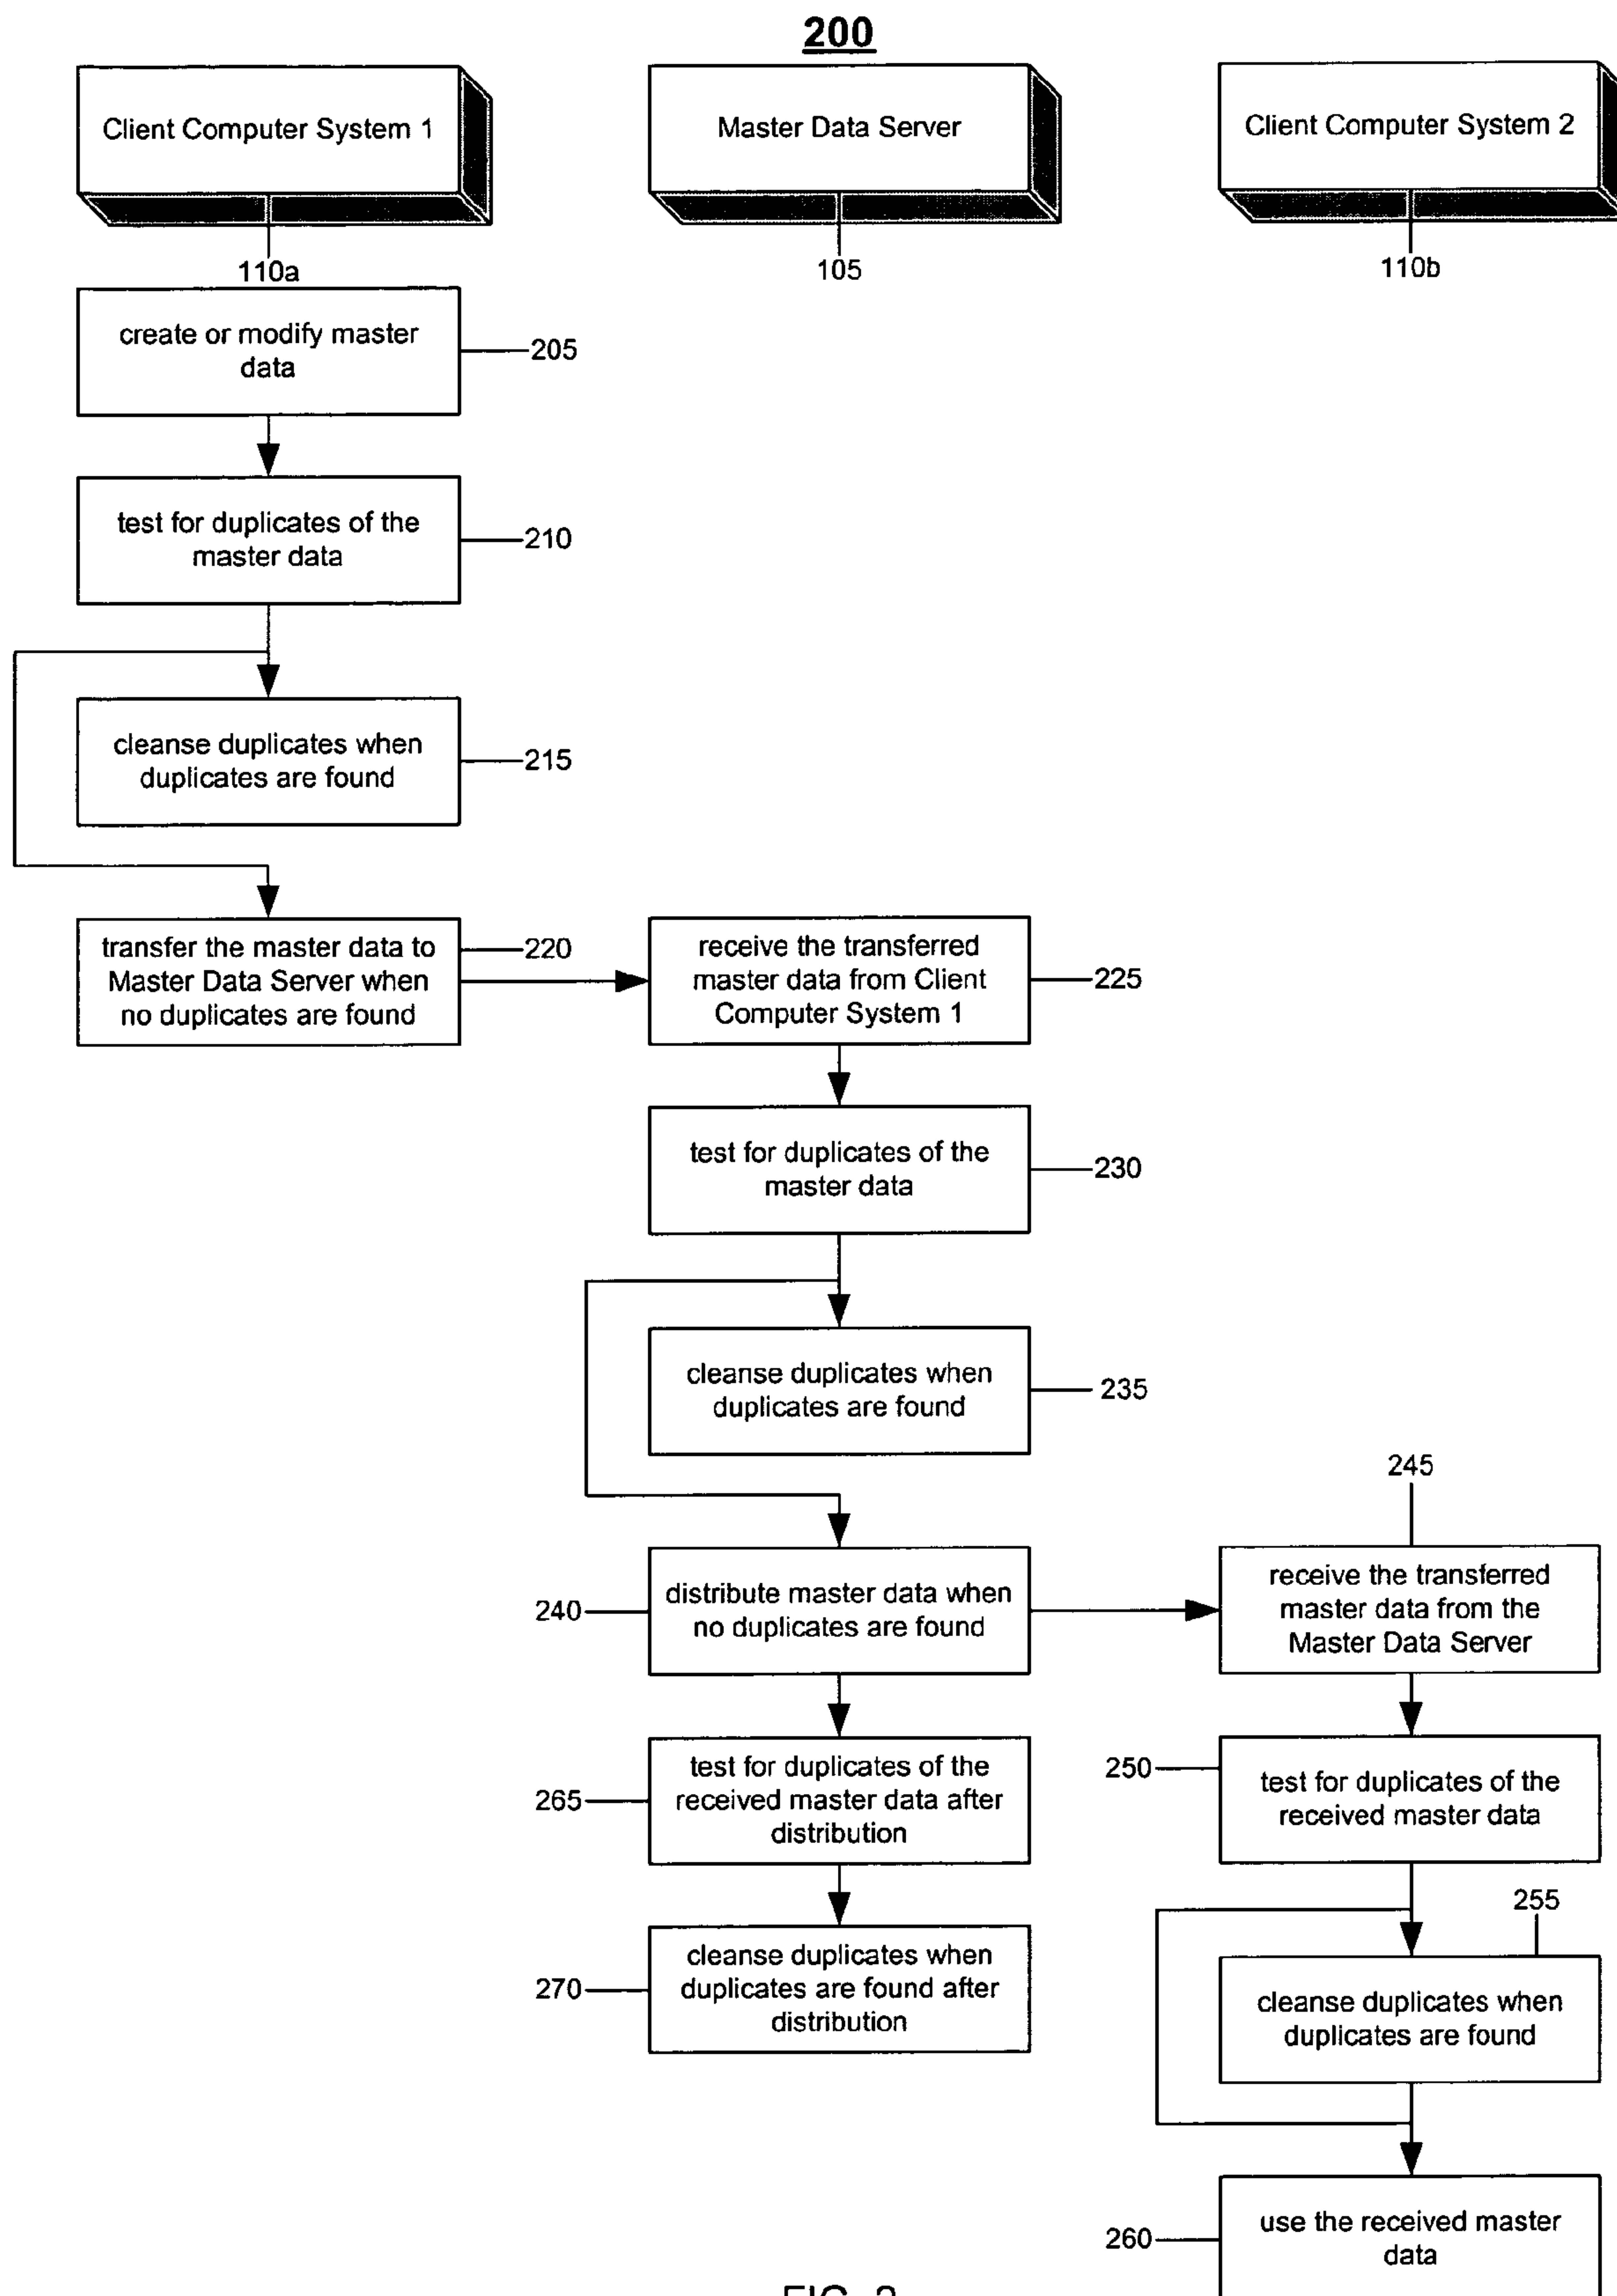 200
Client Computer System 1
Master Data Server
Client Computer System 2
110a
105
110b
create or modify master
data
205
test for duplicates of the
master data
210
cleanse duplicates when
duplicates are found
215
transfer the master data to
Master Data Server when
no duplicates are found
220
receive the transferred
master data from Client
Computer System 1
225
test for duplicates of the
master data
230
cleanse duplicates when
duplicates are found
235
distribute master data when
no duplicates are found
240
245
receive the transferred
master data from the
Master Data Server
test for duplicates of the
received master data after
distribution
265
250
test for duplicates of the
received master data
255
cleanse duplicates when
duplicates are found after
distribution
270
cleanse duplicates when
duplicates are found
260
use the received master
data